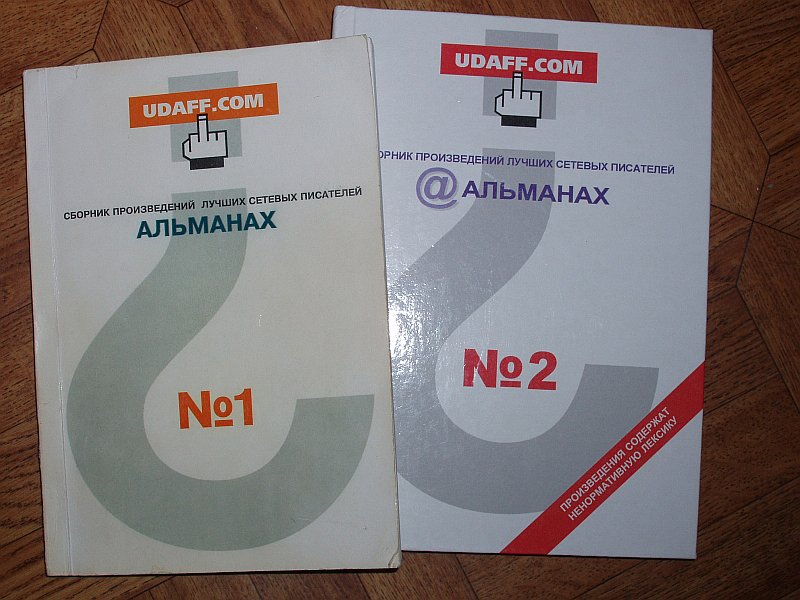 UDAFF.COM
СБОРНИК ПРОИЗВЕДЕНИЙ ЛУЧШИХ СЕТЕВЫХ ПИСАТЕЛЕЙ
АЛЬМАНАХ
№1
UDAFF.COM
ОРНИК ПРОИЗВЕДЕНИЙ ЛУЧШИХ СЕТЕВЫХ ПИСАТЕЛЕЙ
@АЛЬМАНАХ
№2
ПРОИЗВЕДЕНИЯ СОДЕРЖАТ
НЕНОРМАТИВНУЮ ЛЕКСИКУ